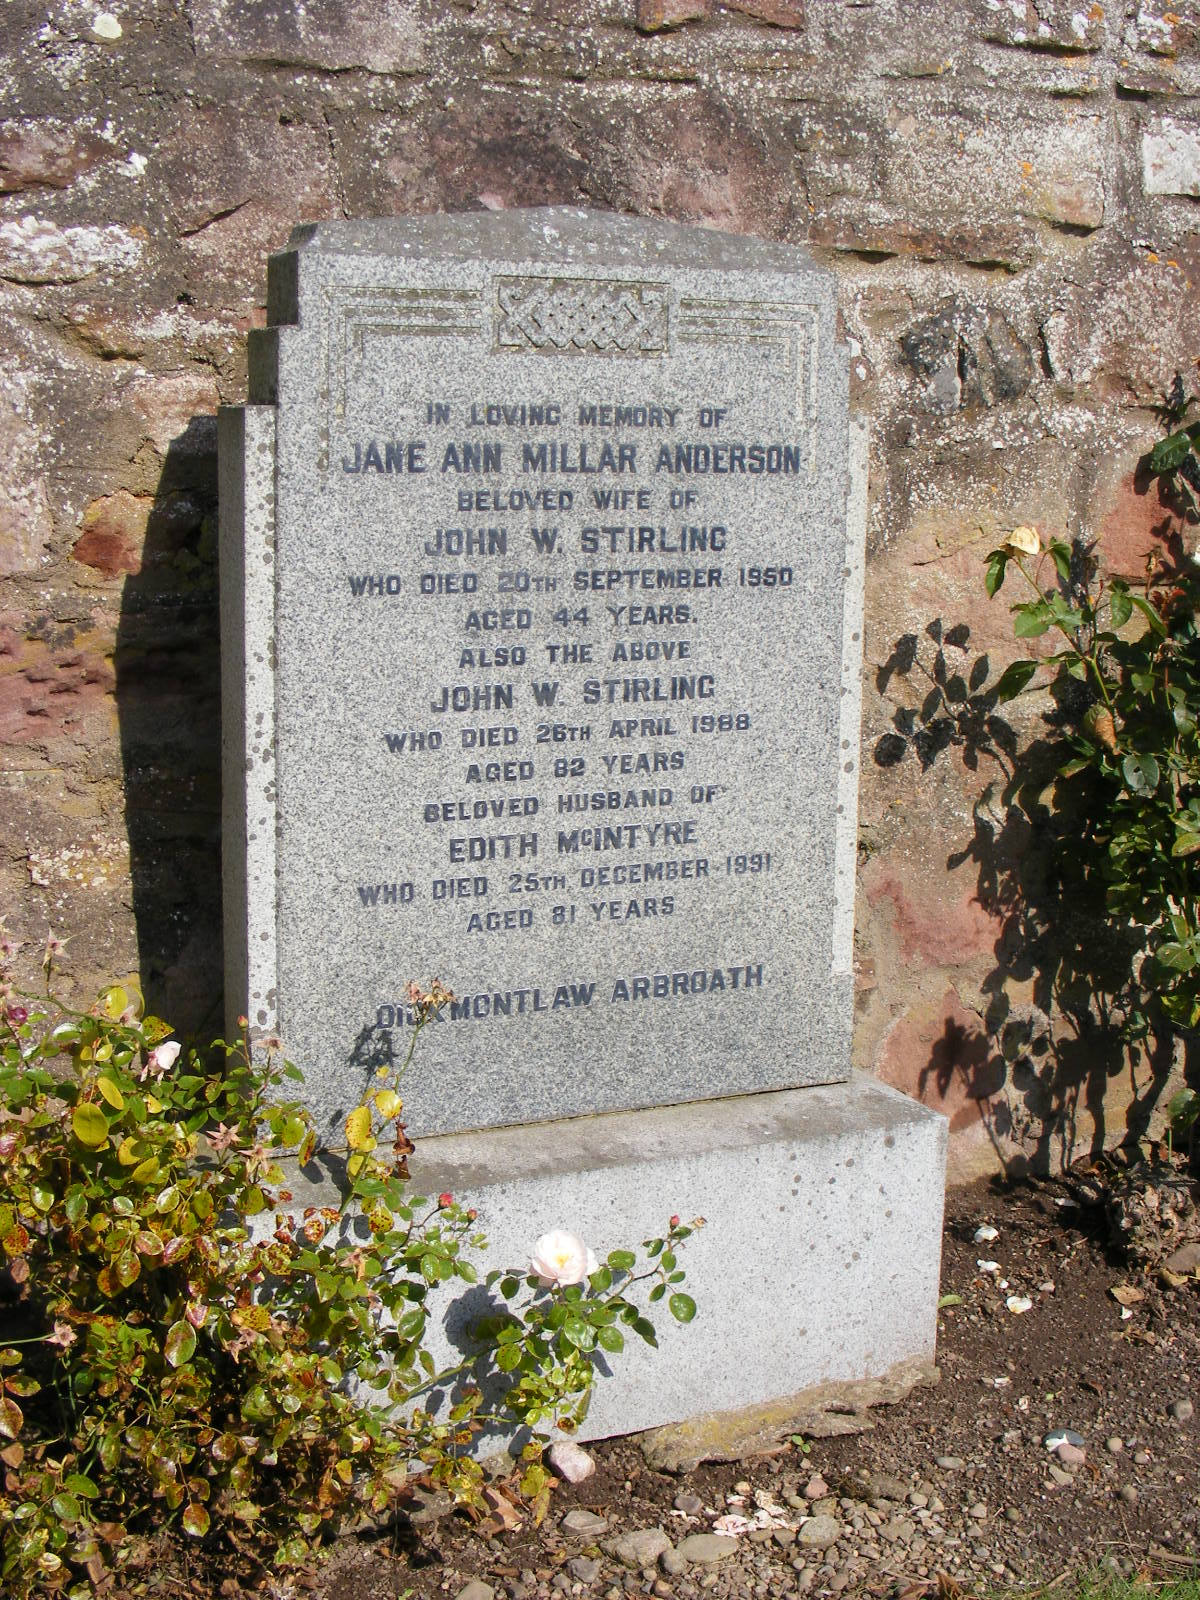 IN LOVING MEMORY OF
JANE ANN MILLAR ANDERSON
BELOVED WIFE OF
JOHN W. STIRLING
WHO DIED 20TH SEPTEMBER 1950
AGED 44 YEARS.
ALSO THE ABOVE
JOHN W. STIRLING
WHO DIED 26TH APRIL 1988
AGED 82 YEARS
BELOVED HUSBAND OF
EDITH McINTYRE
WHO DIED 25TH DECEMBER 1991
AGED 81 YEARS
DICKMONTLAW ARBROATH.